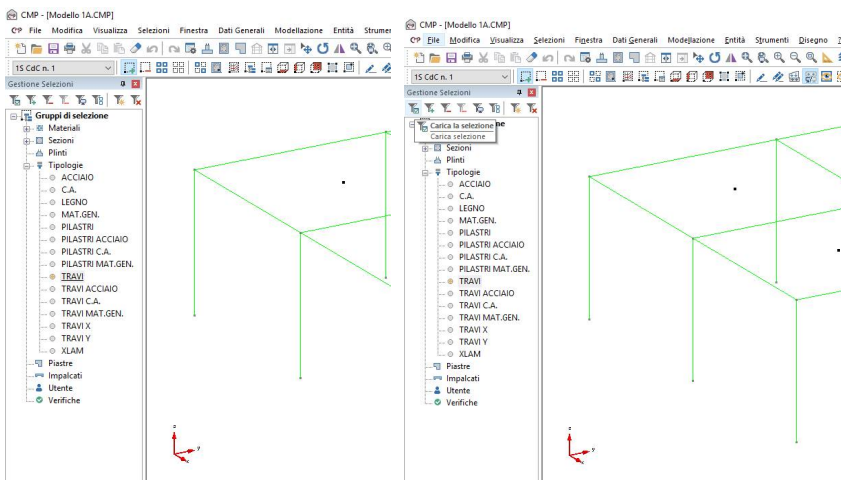 CMP - [Modello 1A.CMP]
File Modifica Visualizza Selezioni Finestra Dati Generali Modellazione Entità Strumer
1S CdC n. 1
Gestione Selezioni
Gruppi di selezione
Materiali
Sezioni
Plinti
Tipologie
ACCIAIO
C.A.
LEGNO
MAT.GEN.
PILASTRI
PILASTRI ACCIAIO
PILASTRI C.A.
PILASTRI MAT.GEN.
TRAVI
TRAVI ACCIAIO
TRAVI C.A.
TRAVI MAT.GEN.
TRAVI X
TRAVI Y
XLAM
Piastre
Impalcati
Utente
Verifiche
z
y
x
CMP - [Modello 1A.CMP]
File Modifica Visualizza Selezioni Finestra Dati Generali Modellazione Entità Strumenti Disegno
1S CdC n. 1
Gestione Selezioni
Carica la selezione
Carica selezione
ne
Sezioni
Plinti
Tipologie
ACCIAIO
C.A.
LEGNO
MAT.GEN.
PILASTRI
PILASTRI ACCIAIO
PILASTRI C.A.
PILASTRI MAT.GEN.
TRAVI
TRAVI ACCIAIO
TRAVI C.A.
TRAVI MAT.GEN.
TRAVI X
TRAVI Y
XLAM
Piastre
Impalcati
Utente
Verifiche
z
y
x